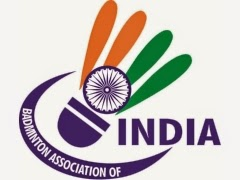 BADMINTON ASSOCIATION OF
INDIA